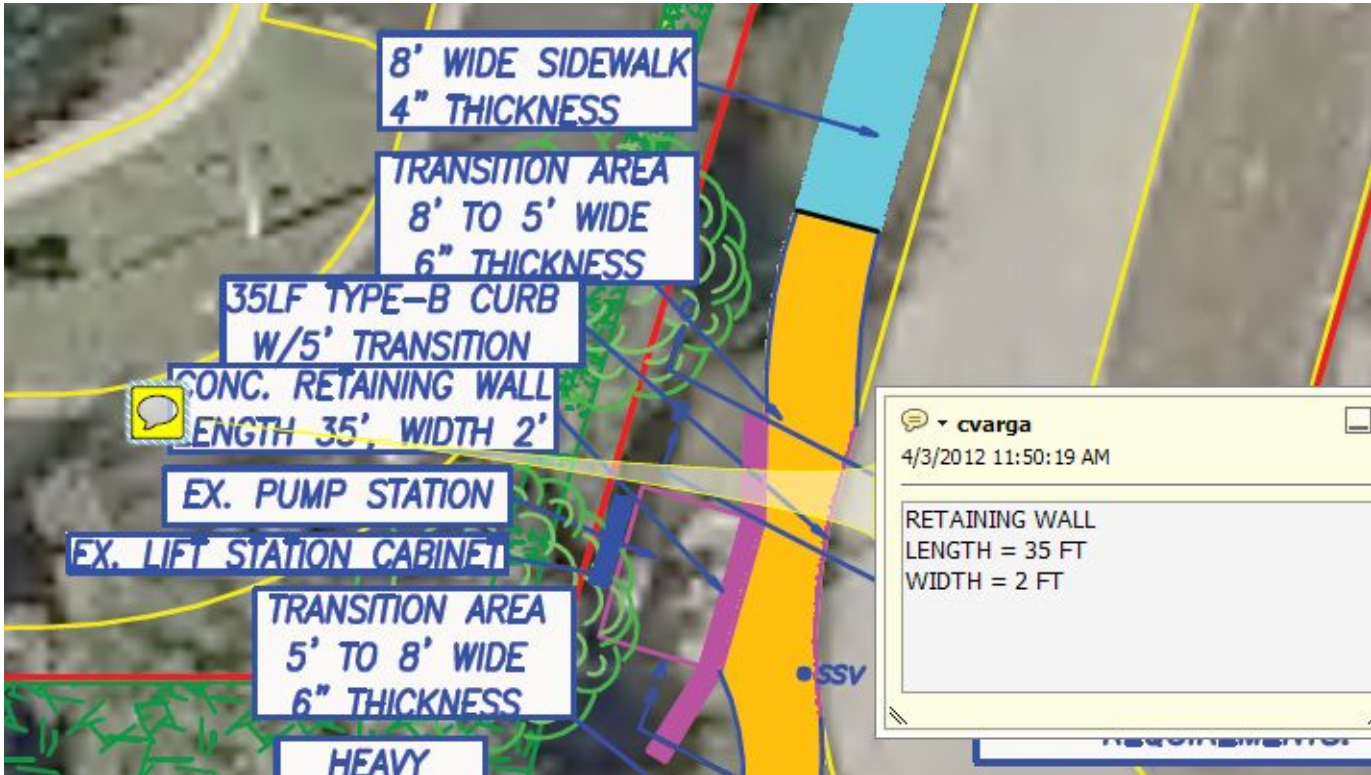 8' WIDE SIDEWALK
4" THICKNESS
TRANSITION AREA
8' TO 5' WIDE
6" THICKNESS
35LF TYPE-B CURB
W/5' TRANSITION
CONC. RETAINING WALL
LENGTH 35', WIDTH 2'
EX. PUMP STATION
EX. LIFT STATION CABINET
TRANSITION AREA
5' TO 8' WIDE
6" THICKNESS
HEAVY
cvarga
4/3/2012 11:50:19 AM
RETAINING WALL
LENGTH = 35 FT
WIDTH = 2 FT
SSV